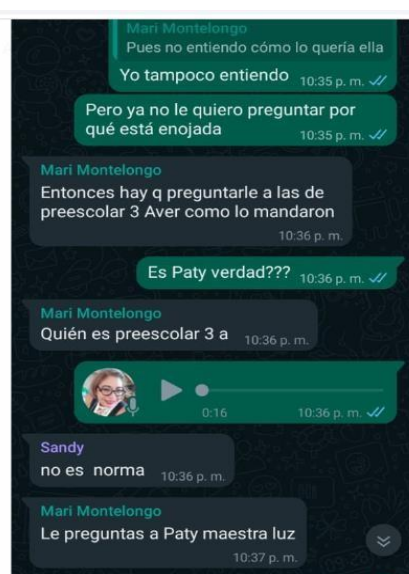 Mari Montelongo
Pues no entiendo cómo lo quería ella
Yo tampoco entiendo 10:35 p. m.
Pero ya no le quiero preguntar por
qué está enojada 10:35 p. m.
Mari Montelongo
Entonces hay q preguntarle a las de
preescolar 3 Aver como lo mandaron
10:36 p. m.
Es Paty verdad??? 10:36 p. m.
Mari Montelongo
Quién es preescolar 3 a 10:36 p. m.
0:16 10:36 p. m.
Sandy
no es norma 10:36 p. m.
Mari Montelongo
Le preguntas a Paty maestra luz
10:37 p. m.